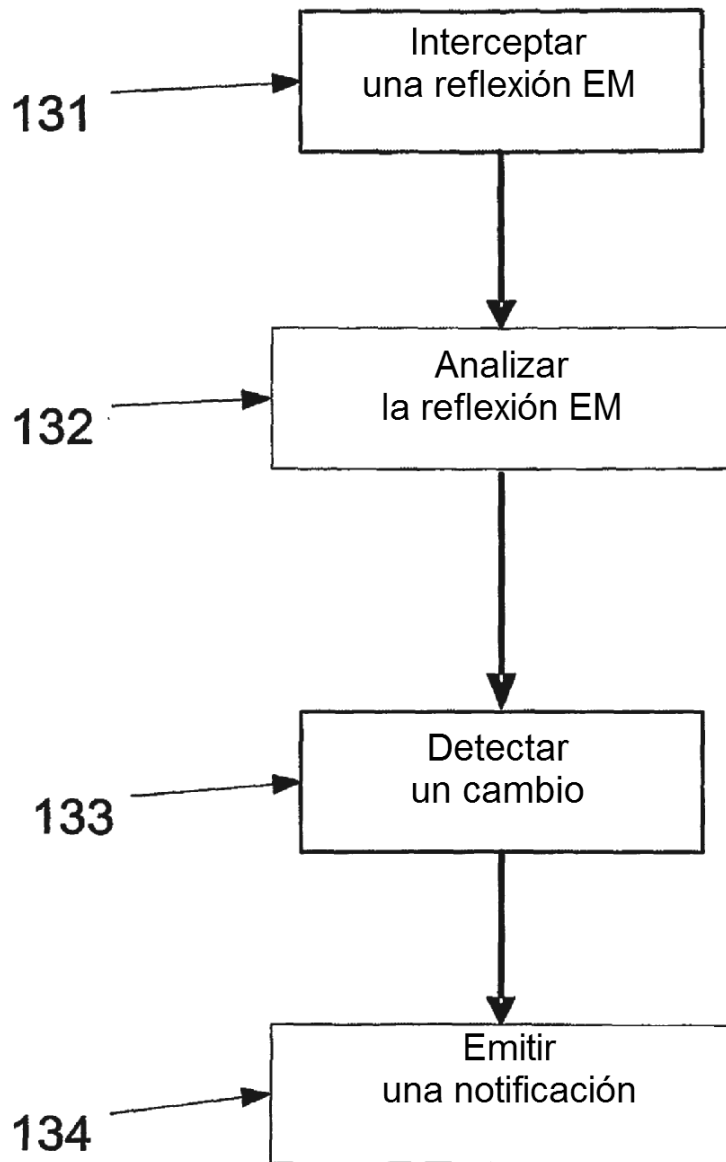 Interceptar
una reflexión EM
131
Analizar
la reflexión EM
132
Detectar
un cambio
133
Emitir
una notificación
134